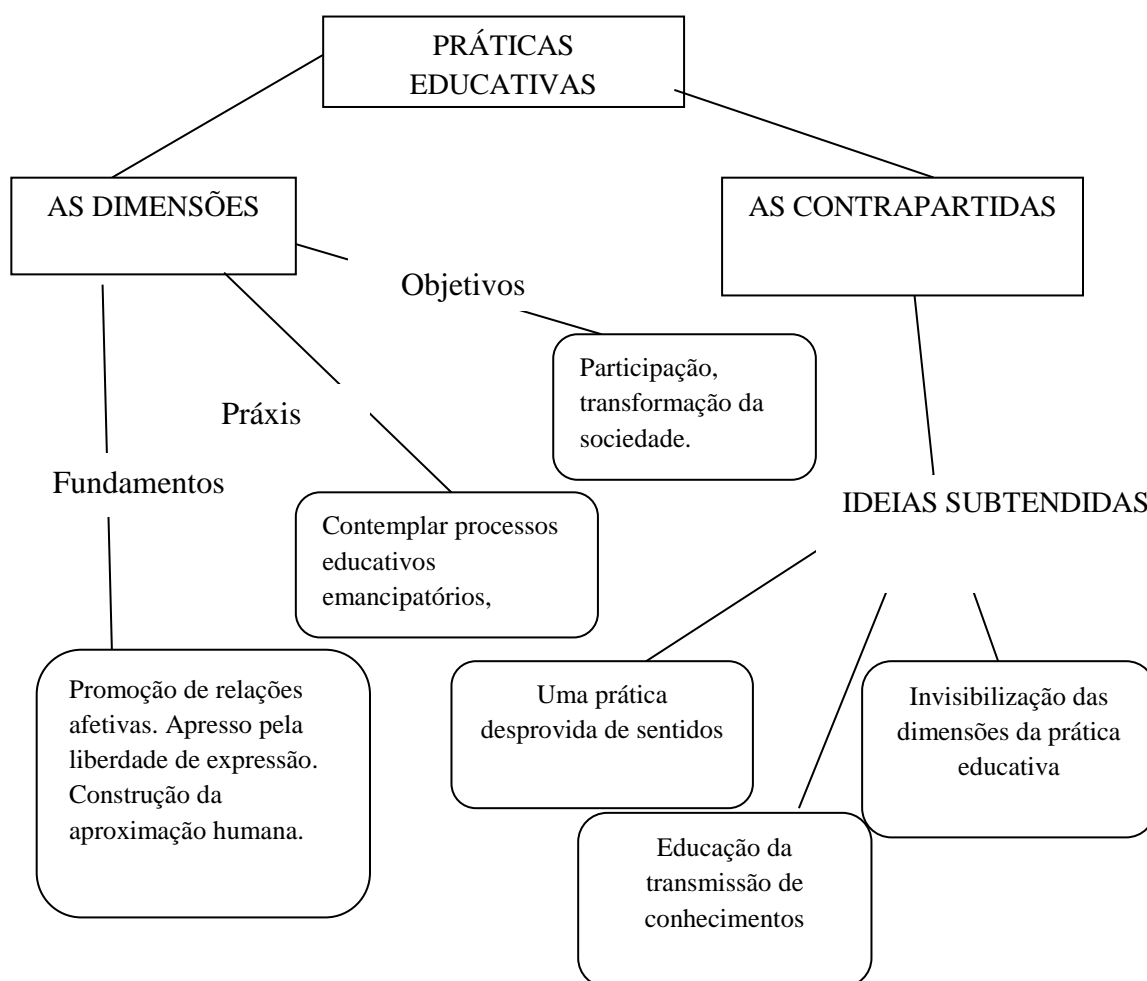 PRÁTICAS
EDUCATIVAS
AS DIMENSÕES
AS CONTRAPARTIDAS
Objetivos
Participação,
transformação da
sociedade.
Práxis
Fundamentos
Contemplar processos
educativos
emancipatórios,
IDEIAS SUBTENDIDAS
Promoção de relações
afetivas. Apresso pela
liberdade de expressão.
Construção da
aproximação humana.
Uma prática
desprovida de sentidos
Invisibilização das
dimensões da prática
educativa
Educação da
transmissão de
conhecimentos